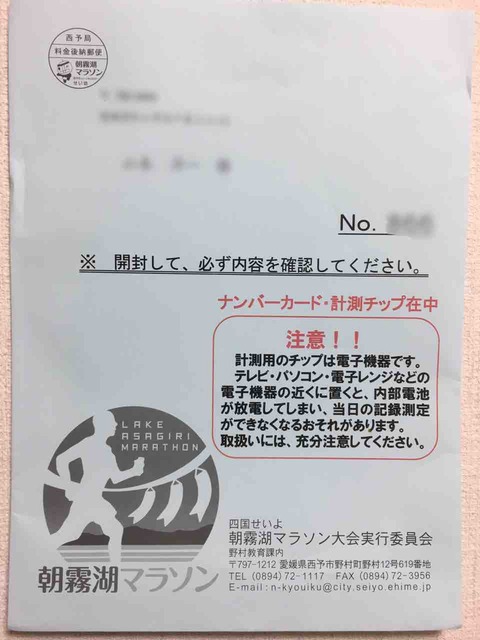 西予局
料金後納郵便
朝霧湖
マラソン
せい坊
No.
※ 開封して、必ず内容を確認してください。
ナンバーカード・計測チップ在中
注意！！
計測用のチップは電子機器です。
テレビ・パソコン・電子レンジなどの
電子機器の近くに置くと、内部電池
が放電してしまい、当日の記録測定
ができなくなるおそれがあります。
取扱いには、充分注意してください。
LAKE
ASAGIRI
MARATHON
朝霧湖マラソン
四国せいよ
朝霧湖マラソン大会実行委員会
野村教育課内
〒797-1212 愛媛県西予市野村町野村12号619番地
TEL (0894) 72-1117 FAX (0894) 72-3956
E-mail:n-kyouiku@city.seiyo.ehime.jp